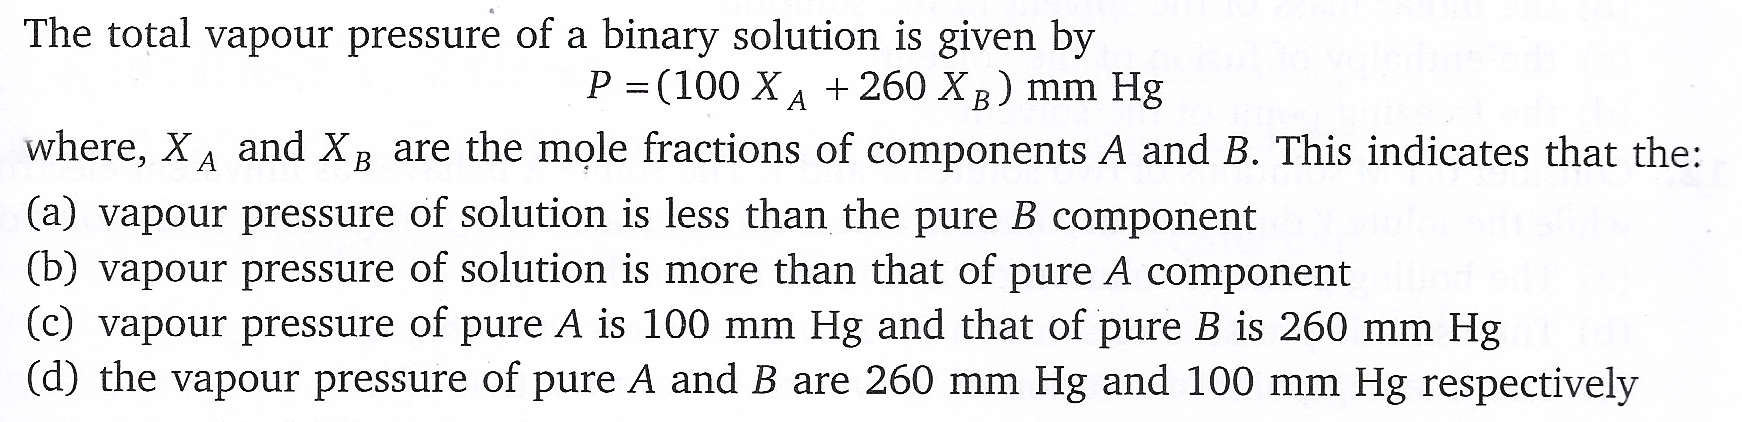 The total vapour pressure of a binary solution is given by
P = (100 X_A + 260 X_B) mm Hg
where, X_A and X_B are the mole fractions of components A and B. This indicates that the:
(a) vapour pressure of solution is less than the pure B component
(b) vapour pressure of solution is more than that of pure A component
(c) vapour pressure of pure A is 100 mm Hg and that of pure B is 260 mm Hg
(d) the vapour pressure of pure A and B are 260 mm Hg and 100 mm Hg respectively